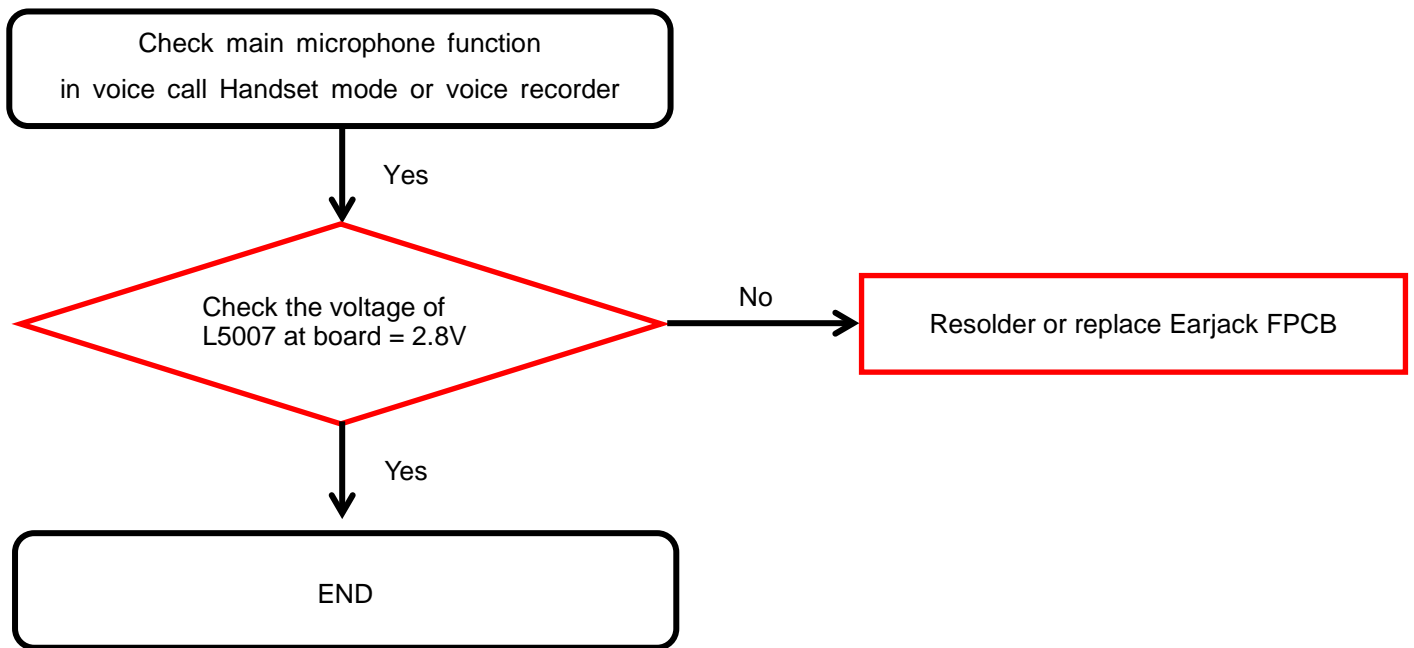 Check main microphone function
in voice call Handset mode or voice recorder
Yes
Check the voltage of
L5007 at board = 2.8V
No
Resolder or replace Earjack FPCB
Yes
END